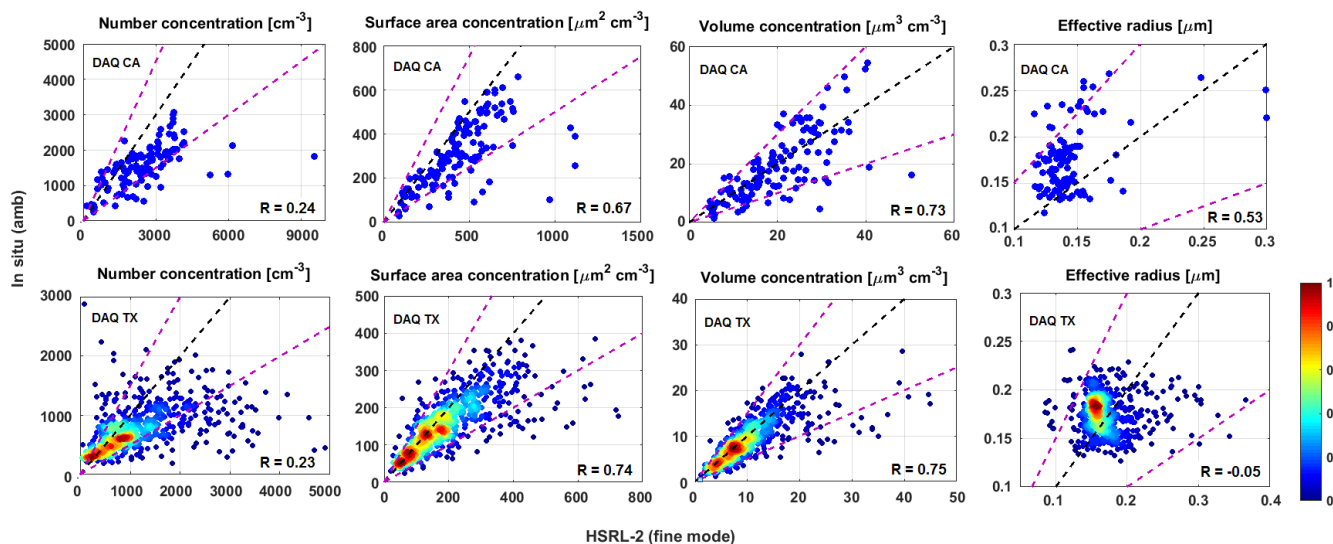 Number concentration [cm-3]
Surface area concentration [μm2 cm-3]
Volume concentration [μm3 cm-3]
Effective radius [μm]
5000
4000
3000
2000
1000
0
0 3000 6000 9000
DAQ CA
R = 0.24
800
600
400
200
0
0 500 1000 1500
DAQ CA
R = 0.67
60
40
20
0
0 20 40 60
DAQ CA
R = 0.73
0.3
0.25
0.2
0.15
0.1
0.1 0.15 0.2 0.25 0.3
DAQ CA
R = 0.53
In situ (amb)
Number concentration [cm-3]
Surface area concentration [μm2 cm-3]
Volume concentration [μm3 cm-3]
Effective radius [μm]
3000
2000
1000
0
0 1000 2000 3000 4000 5000
DAQ TX
R = 0.23
500
400
300
200
100
0
0 200 400 600 800
DAQ TX
R = 0.74
40
30
20
10
0
0 10 20 30 40 50
DAQ TX
R = 0.75
0.3
0.25
0.2
0.15
0.1
0.1 0.2 0.3 0.4
DAQ TX
R = -0.05
1
0
0
0
0
0
HSRL-2 (fine mode)